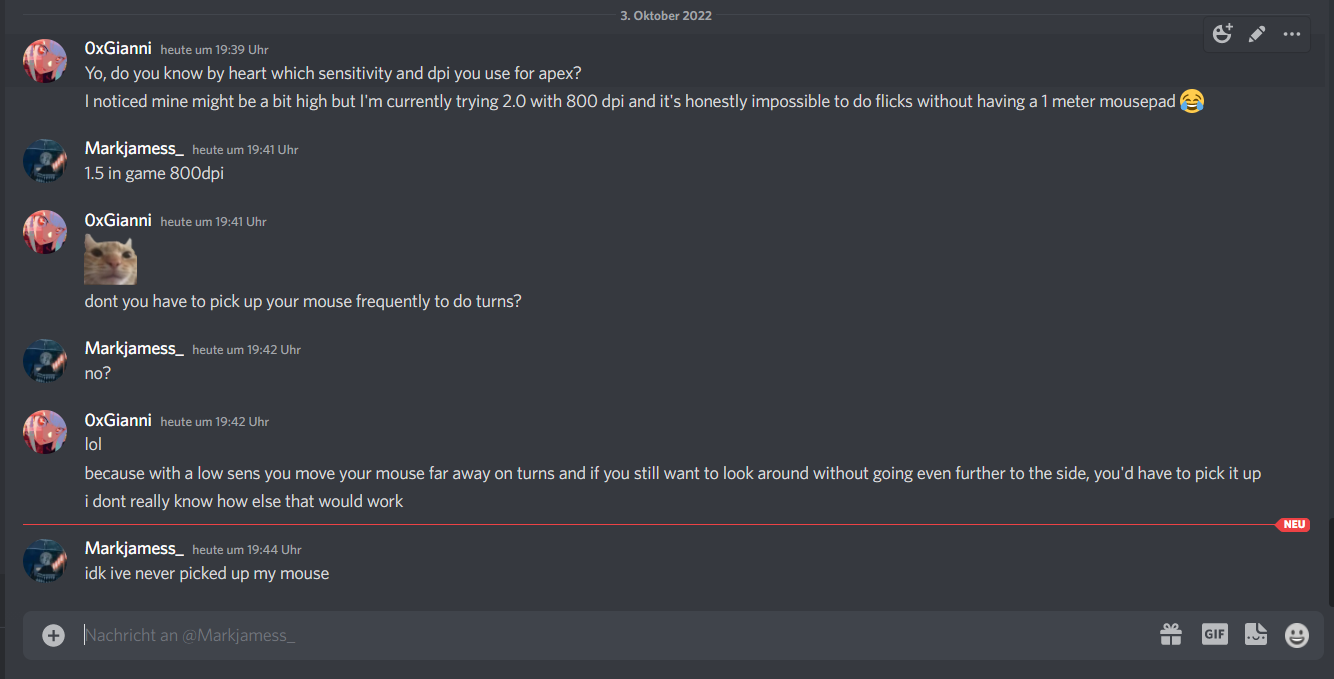 3. Oktober 2022
0xGianni heute um 19:39 Uhr
Yo, do you know by heart which sensitivity and dpi you use for apex?
I noticed mine might be a bit high but I'm currently trying 2.0 with 800 dpi and it's honestly impossible to do flicks without having a 1 meter mousepad 😂
Markjamess_ heute um 19:41 Uhr
1.5 in game 800dpi
0xGianni heute um 19:41 Uhr
dont you have to pick up your mouse frequently to do turns?
Markjamess_ heute um 19:42 Uhr
no?
0xGianni heute um 19:42 Uhr
lol
because with a low sens you move your mouse far away on turns and if you still want to look around without going even further to the side, you'd have to pick it up
i dont really know how else that would work
NEU
Markjamess_ heute um 19:44 Uhr
idk ive never picked up my mouse
Nachricht an @Markjamess_
GIF